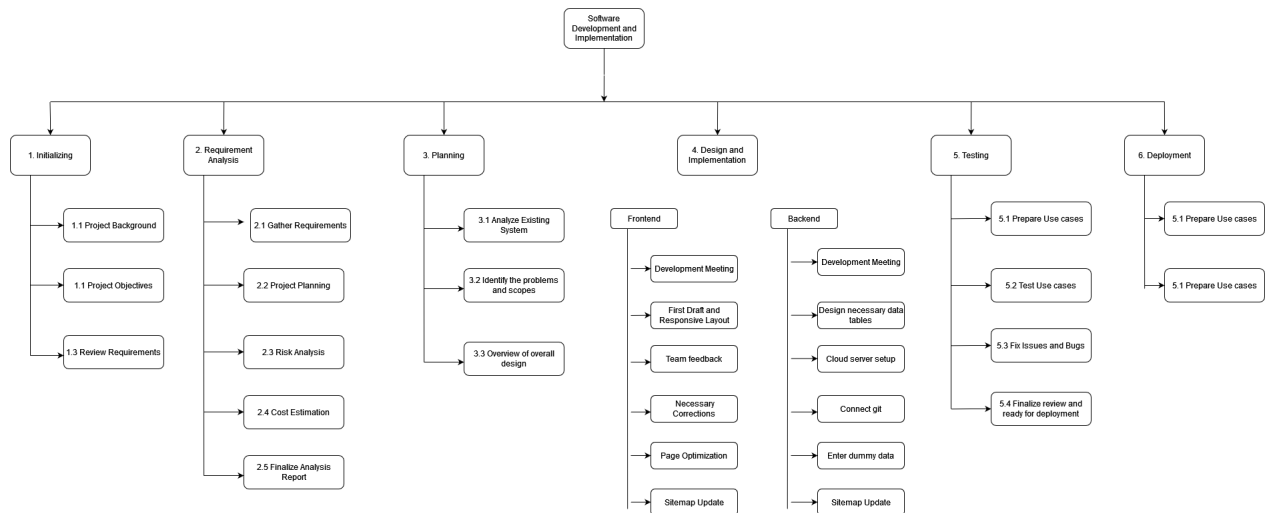 Software
Development and
Implementation
1. Initializing
2. Requirement
Analysis
3. Planning
4. Design and
Implementation
5. Testing
6. Deployment
1.1 Project Background
1.1 Project Objectives
1.3 Review Requirements
2.1 Gather Requirements
2.2 Project Planning
2.3 Risk Analysis
2.4 Cost Estimation
2.5 Finalize Analysis
Report
3.1 Analyze Existing
System
3.2 Identify the problems
and scopes
3.3 Overview of overall
design
Frontend
Development Meeting
First Draft and
Responsive Layout
Team feedback
Necessary
Corrections
Page Optimization
Sitemap Update
Backend
Development Meeting
Design necessary data
tables
Cloud server setup
Connect git
Enter dummy data
Sitemap Update
5.1 Prepare Use cases
5.2 Test Use cases
5.3 Fix Issues and Bugs
5.4 Finalize review and
ready for deployment
5.1 Prepare Use cases
5.1 Prepare Use cases